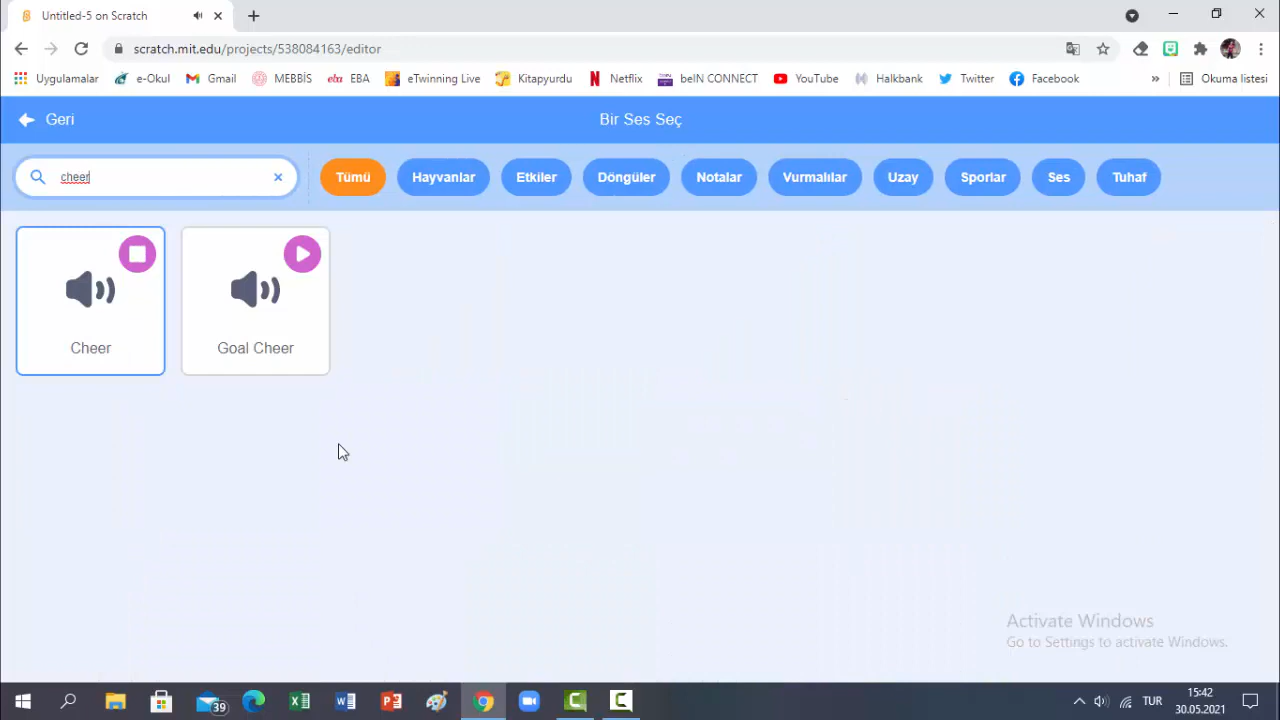 Untitled-5 on Scratch
scratch.mit.edu/projects/538084163/editor
Uygulamalar e-Okul Gmail MEBBİS eba EBA eTwinning Live Kitapyurdu Netflix beIN CONNECT YouTube Halkbank Twitter Facebook » Okuma listesi
Geri Bir Ses Seç
cheer Tümü Hayvanlar Etkiler Döngüler Notalar Vurmalılar Uzay Sporlar Ses Tuhaf
Cheer Goal Cheer
Activate Windows
Go to Settings to activate Windows.
39 TUR 15:42
30.05.2021